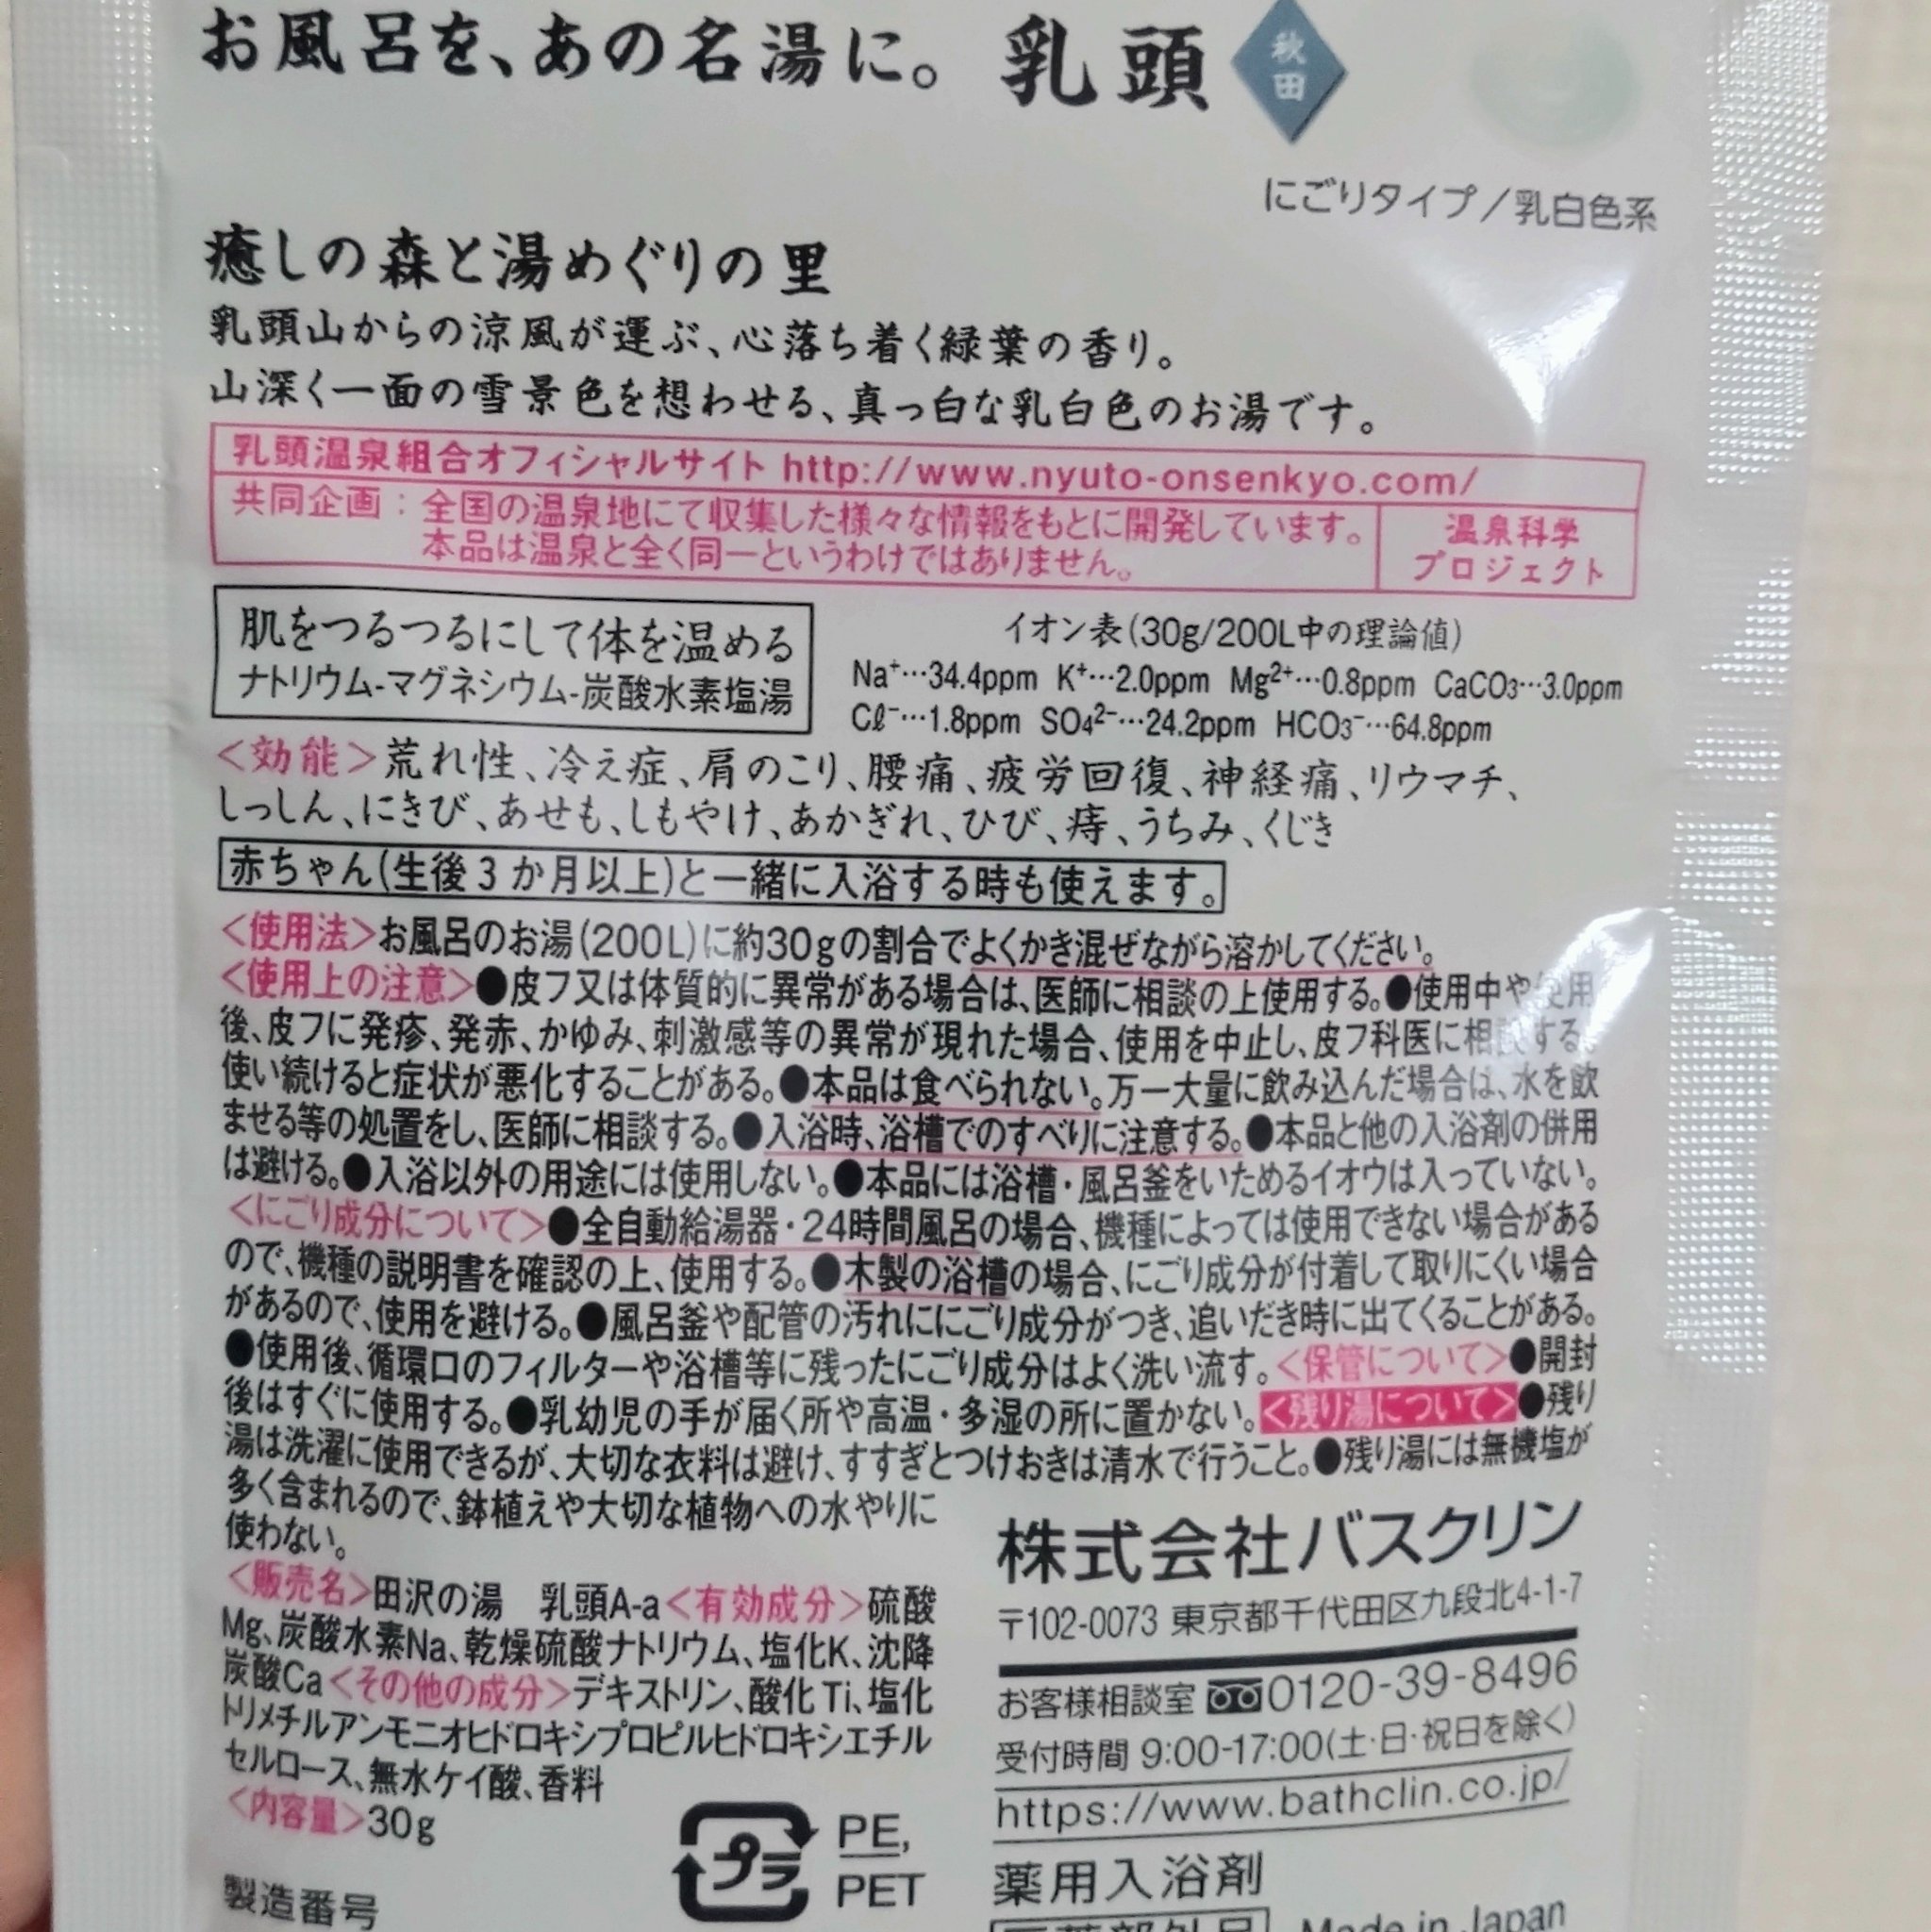 お風呂を、あの名湯に。 乳頭 秋田
にごりタイプ/乳白色系
癒しの森と湯めぐりの里
乳頭山からの涼風が運ぶ、心落ち着く緑葉の香り。
山深く一面の雪景色を想わせる、真っ白な乳白色のお湯です。
乳頭温泉組合オフィシャルサイト http://www.nyuto-onsenkyo.com/
共同企画:全国の温泉地にて収集した様々な情報をもとに開発しています。
本品は温泉と全く同一というわけではありません。
温泉科学
プロジェクト
肌をつるつるにして体を温める
ナトリウム-マグネシウム-炭酸水素塩湯
イオン表(30g/200L中の理論値)
Na⁺…34.4ppm K⁺…2.0ppm Mg²⁺…0.8ppm CaCO₃…3.0ppm
Cℓ⁻…1.8ppm SO₄²⁻…24.2ppm HCO₃⁻…64.8ppm
<効能>荒れ性、冷え症、肩のこり、腰痛、疲労回復、神経痛、リウマチ、
しっしん、にきび、あせも、しもやけ、あかぎれ、ひび、痔、うちみ、くじき
赤ちゃん(生後3か月以上)と一緒に入浴する時も使えます。
<使用法>お風呂のお湯(200L)に約30gの割合でよくかき混ぜながら溶かしてください。
<使用上の注意>●皮フ又は体質的に異常がある場合は、医師に相談の上使用する。●使用中や使用
後、皮フに発疹、発赤、かゆみ、刺激感等の異常が現れた場合、使用を中止し、皮フ科医に相談する。
使い続けると症状が悪化することがある。●本品は食べられない。万一大量に飲み込んだ場合は、水を飲
ませる等の処置をし、医師に相談する。●入浴時、浴槽でのすべりに注意する。●本品と他の入浴剤の併用
は避ける。●入浴以外の用途には使用しない。●本品には浴槽・風呂釜をいためるイオウは入っていない。
<にごり成分について>●全自動給湯器・24時間風呂の場合、機種によっては使用できない場合がある
ので、機種の説明書を確認の上、使用する。●木製の浴槽の場合、にごり成分が付着して取りにくい場合
があるので、使用を避ける。●風呂釜や配管の汚れににごり成分がつき、追いだき時に出てくることがある。
●使用後、循環口のフィルターや浴槽等に残ったにごり成分はよく洗い流す。<保管について>●開封
後はすぐに使用する。●乳幼児の手が届く所や高温・多湿の所に置かない。<残り湯について>●残り
湯は洗濯に使用できるが、大切な衣料は避け、すすぎとつけおきは清水で行うこと。●残り湯には無機塩が
多く含まれるので、鉢植えや大切な植物への水やりに
使わない。
<販売名>田沢の湯 乳頭A-a<有効成分>硫酸
Mg、炭酸水素Na、乾燥硫酸ナトリウム、塩化K、沈降
炭酸Ca<その他の成分>デキストリン、酸化Ti、塩化
トリメチルアンモニオヒドロキシプロピルヒドロキシエチル
セルロース、無水ケイ酸、香料
<内容量>30g
製造番号
プラ
PE,
PET
株式会社バスクリン
〒102-0073 東京都千代田区九段北4-1-7
お客様相談室 0120-39-8496
受付時間 9:00-17:00(土・日・祝日を除く)
https://www.bathclin.co.jp/
薬用入浴剤
医薬部外品 Made in Japan